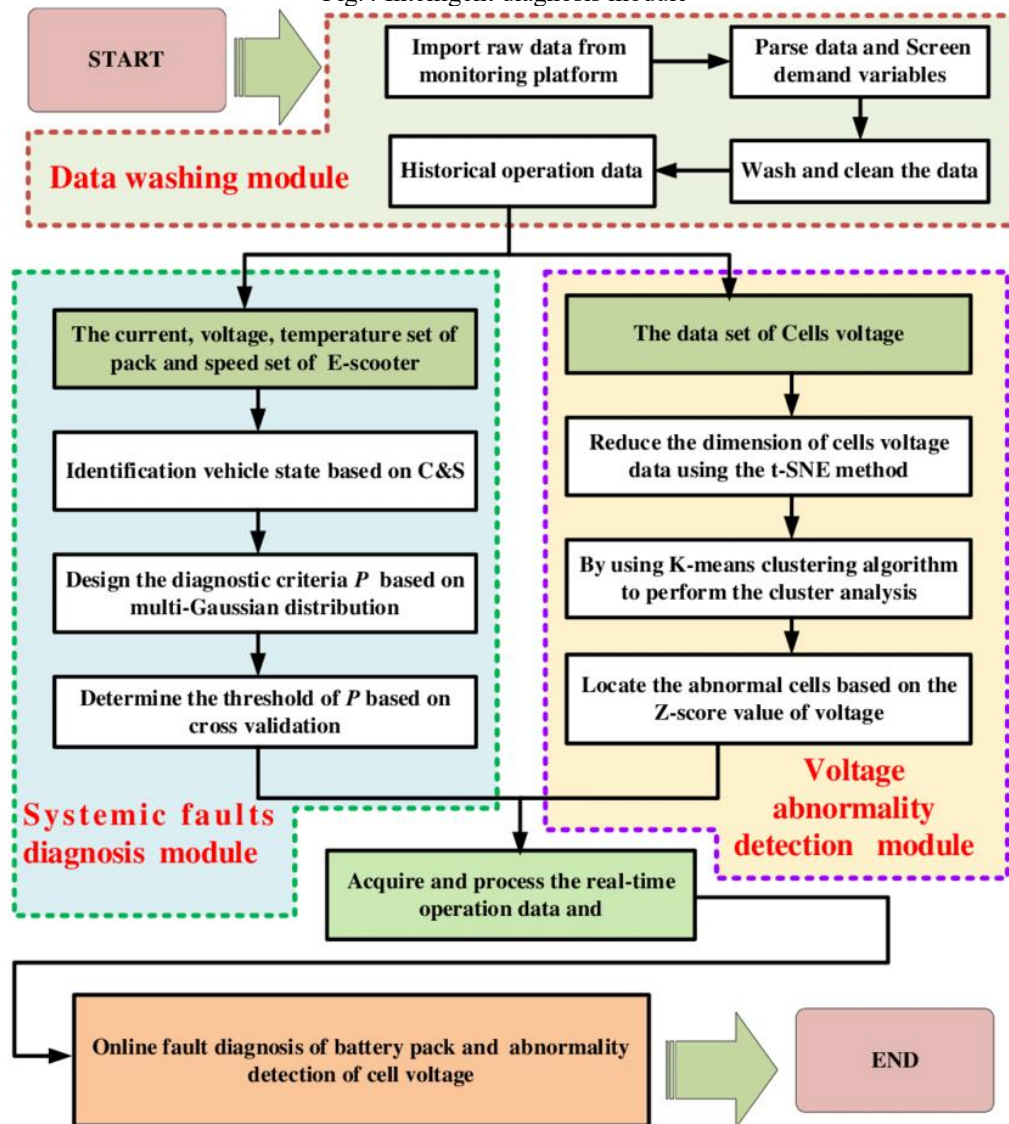 START
Import raw data from
monitoring platform
Parse data and Screen
demand variables
Data washing module
Historical operation data
Wash and clean the data
The current, voltage, temperature set of
pack and speed set of E-scooter
Identification vehicle state based on C&S
Design the diagnostic criteria P based on
multi-Gaussian distribution
Determine the threshold of P based on
cross validation
Systemic faults
diagnosis module
The data set of Cells voltage
Reduce the dimension of cells voltage
data using the t-SNE method
By using K-means clustering algorithm
to perform the cluster analysis
Locate the abnormal cells based on the
Z-score value of voltage
Voltage
abnormality
detection module
Acquire and process the real-time
operation data and
Online fault diagnosis of battery pack and abnormality
detection of cell voltage
END